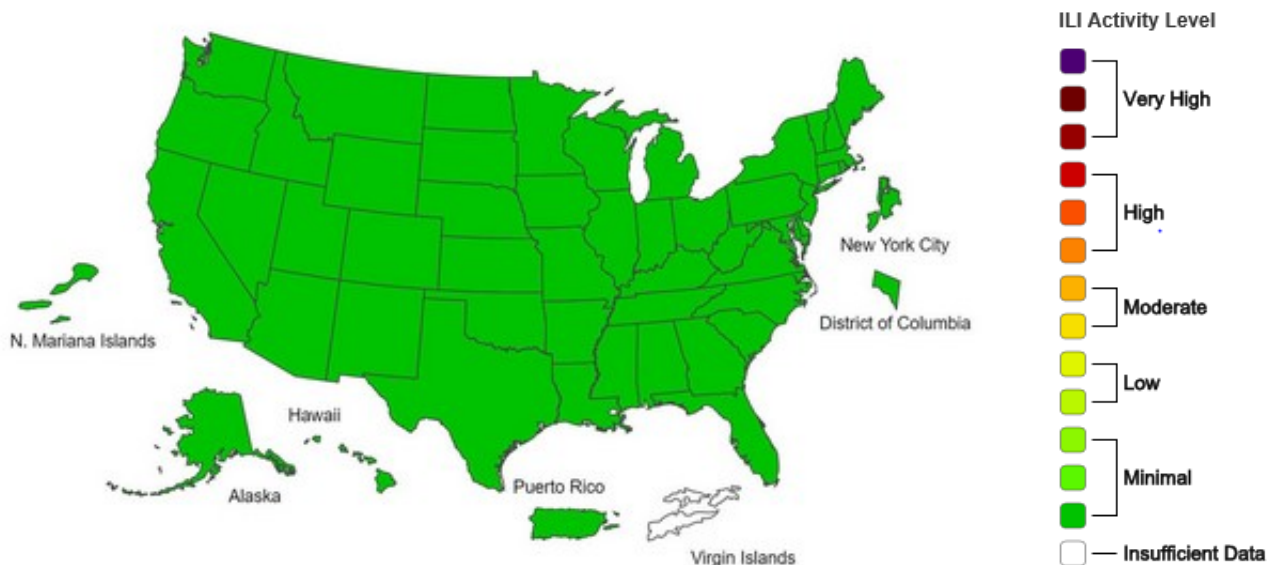 ILI Activity Level
Very High
High
Moderate
Low
Minimal
Insufficient Data
New York City
District of Columbia
N. Mariana Islands
Hawaii
Alaska
Puerto Rico
Virgin Islands